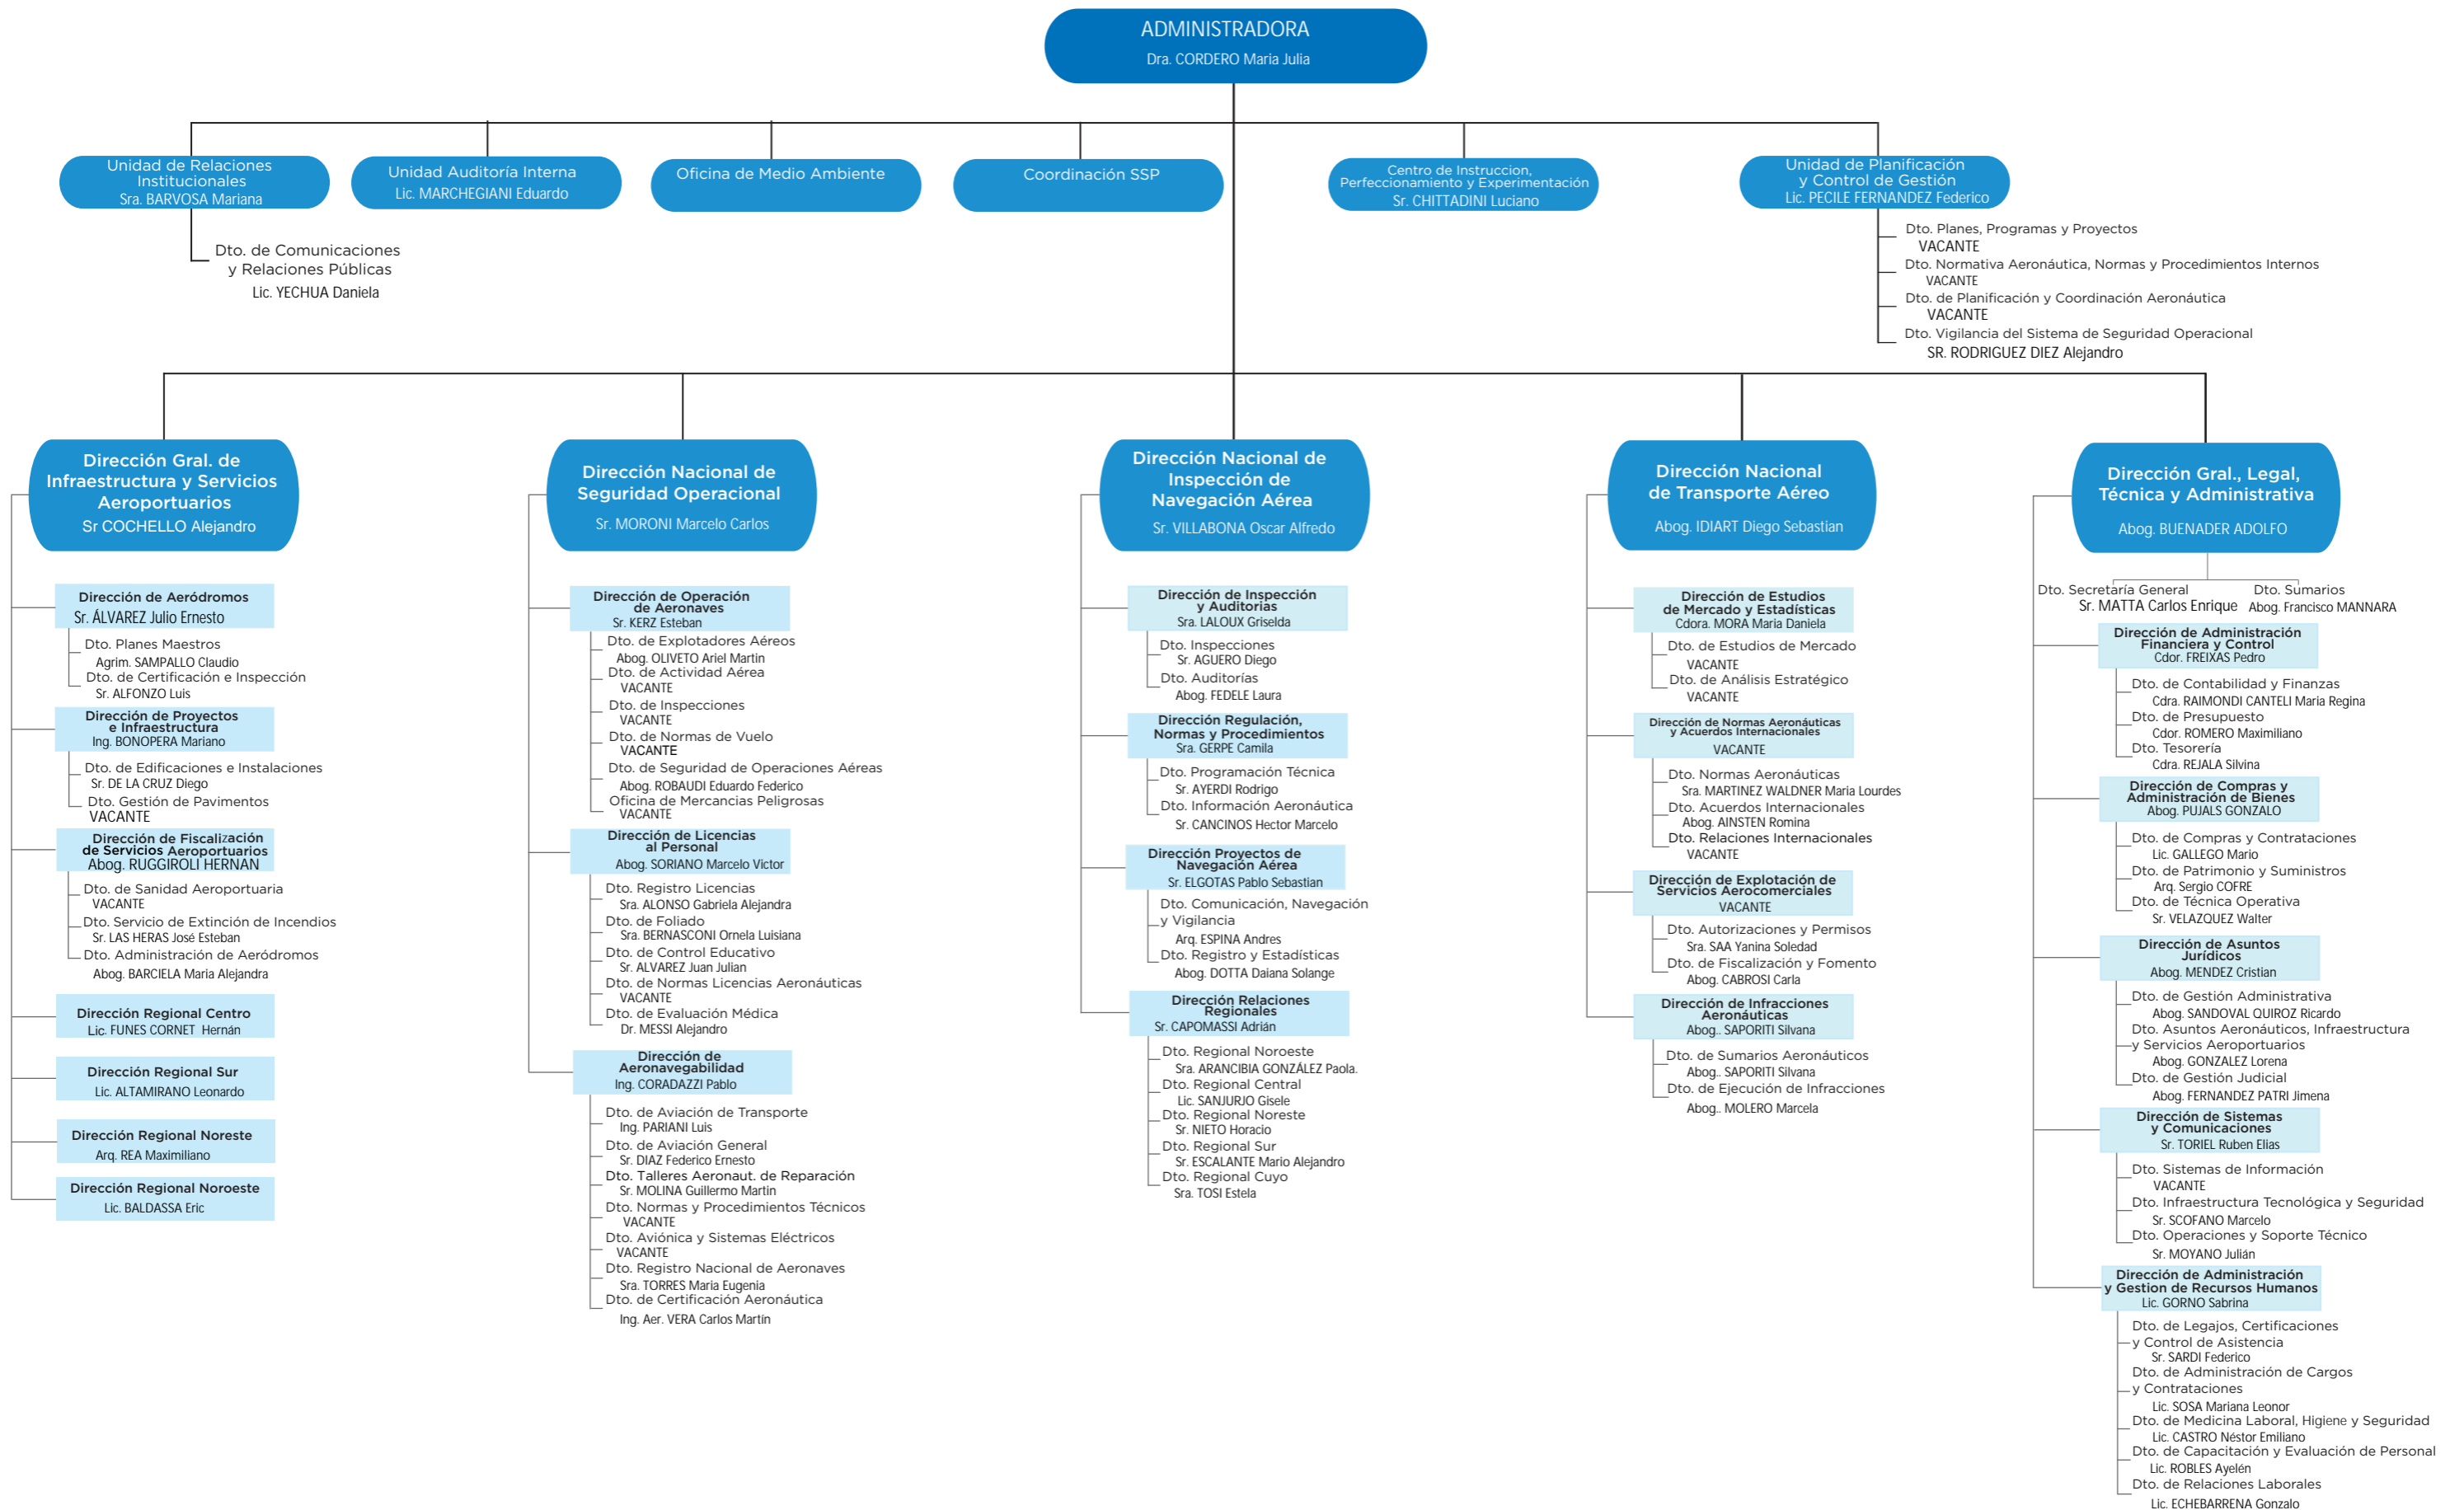 ADMINISTRADORA
Dra. CORDERO Maria Julia
Unidad de Relaciones
Institucionales
Sra. BARVOSA Mariana
Unidad Auditoría Interna
Lic. MARCHEGIANI Eduardo
Oficina de Medio Ambiente
Coordinación SSP
Centro de Instruccion,
Perfeccionamiento y Experimentación
Sr. CHITTADINI Luciano
Unidad de Planificación
y Control de Gestión
Lic. PECILE FERNANDEZ Federico
Dto. de Comunicaciones
y Relaciones Públicas
Lic. YECHUA Daniela
Dto. Planes, Programas y Proyectos
VACANTE
Dto. Normativa Aeronáutica, Normas y Procedimientos Internos
VACANTE
Dto. de Planificación y Coordinación Aeronáutica
VACANTE
Dto. Vigilancia del Sistema de Seguridad Operacional
SR. RODRIGUEZ DIEZ Alejandro
Dirección Gral. de
Infraestructura y Servicios
Aeroportuarios
Sr COCHELLO Alejandro
Dirección de Aeródromos
Sr. ÁLVAREZ Julio Ernesto
Dto. Planes Maestros
Agrim. SAMPALLO Claudio
Dto. de Certificación e Inspección
Sr. ALFONZO Luis
Dirección de Proyectos
e Infraestructura
Ing. BONOPERA Mariano
Dto. de Edificaciones e Instalaciones
Sr. DE LA CRUZ Diego
Dto. Gestión de Pavimentos
VACANTE
Dirección de Fiscalización
de Servicios Aeroportuarios
Abog. RUGGIROLI HERNAN
Dto. de Sanidad Aeroportuaria
VACANTE
Dto. Servicio de Extinción de Incendios
Sr. LAS HERAS José Esteban
Dto. Administración de Aeródromos
Abog. BARCIELA Maria Alejandra
Dirección Regional Centro
Lic. FUNES CORNET Hernán
Dirección Regional Sur
Lic. ALTAMIRANO Leonardo
Dirección Regional Noreste
Arq. REA Maximiliano
Dirección Regional Noroeste
Lic. BALDASSA Eric
Dirección Nacional de
Seguridad Operacional
Sr. MORONI Marcelo Carlos
Dirección de Operación
de Aeronaves
Sr. KERZ Esteban
Dto. de Explotadores Aéreos
Abog. OLIVETO Ariel Martin
Dto. de Actividad Aérea
VACANTE
Dto. de Inspecciones
VACANTE
Dto. de Normas de Vuelo
VACANTE
Dto. de Seguridad de Operaciones Aéreas
Abog. ROBAUDI Eduardo Federico
Oficina de Mercancias Peligrosas
VACANTE
Dirección de Licencias
al Personal
Abog. SORIANO Marcelo Victor
Dto. Registro Licencias
Sra. ALONSO Gabriela Alejandra
Dto. de Foliado
Sra. BERNASCONI Ornela Luisiana
Dto. de Control Educativo
Sr. ALVAREZ Juan Julian
Dto. de Normas Licencias Aeronáuticas
VACANTE
Dto. de Evaluación Médica
Dr. MESSI Alejandro
Dirección de
Aeronavegabilidad
Ing. CORADAZZI Pablo
Dto. de Aviación de Transporte
Ing. PARIANI Luis
Dto. de Aviación General
Sr. DIAZ Federico Ernesto
Dto. Talleres Aeronaut. de Reparación
Sr. MOLINA Guillermo Martin
Dto. Normas y Procedimientos Técnicos
VACANTE
Dto. Aviónica y Sistemas Eléctricos
VACANTE
Dto. Registro Nacional de Aeronaves
Sra. TORRES Maria Eugenia
Dto. de Certificación Aeronáutica
Ing. Aer. VERA Carlos Martin
Dirección Nacional de
Inspección de
Navegación Aérea
Sr. VILLABONA Oscar Alfredo
Dirección de Inspección
y Auditorias
Sra. LALOUX Griselda
Dto. Inspecciones
Sr. AGUERO Diego
Dto. Auditorías
Abog. FEDELE Laura
Dirección Regulación,
Normas y Procedimientos
Sra. GERPE Camila
Dto. Programación Técnica
Sr. AYERDI Rodrigo
Dto. Información Aeronáutica
Sr. CANCINOS Hector Marcelo
Dirección Proyectos de
Navegación Aérea
Sr. ELGOTAS Pablo Sebastian
Dto. Comunicación, Navegación
y Vigilancia
Arq. ESPINA Andres
Dto. Registro y Estadísticas
Abog. DOTTA Daiana Solange
Dirección Relaciones
Regionales
Sr. CAPOMASSI Adrián
Dto. Regional Noroeste
Sra. ARANCIBIA GONZÁLEZ Paola.
Dto. Regional Central
Lic. SANJURJO Gisele
Dto. Regional Noreste
Sr. NIETO Horacio
Dto. Regional Sur
Sr. ESCALANTE Mario Alejandro
Dto. Regional Cuyo
Sra. TOSI Estela
Dirección Nacional
de Transporte Aéreo
Abog. IDIART Diego Sebastian
Dirección de Estudios
de Mercado y Estadísticas
Cdora. MORA Maria Daniela
Dto. de Estudios de Mercado
VACANTE
Dto. de Análisis Estratégico
VACANTE
Dirección de Normas Aeronáuticas
y Acuerdos Internacionales
VACANTE
Dto. Normas Aeronáuticas
Sra. MARTINEZ WALDNER Maria Lourdes
Dto. Acuerdos Internacionales
Abog. AINSTEN Romina
Dto. Relaciones Internacionales
VACANTE
Dirección de Explotación de
Servicios Aerocomerciales
VACANTE
Dto. Autorizaciones y Permisos
Sra. SAA Yanina Soledad
Dto. de Fiscalización y Fomento
Abog. CABROSI Carla
Dirección de Infracciones
Aeronáuticas
Abog.. SAPORITI Silvana
Dto. de Sumarios Aeronáuticos
Abog.. SAPORITI Silvana
Dto. de Ejecución de Infracciones
Abog.. MOLERO Marcela
Dirección Gral., Legal,
Técnica y Administrativa
Abog. BUENADER ADOLFO
Dto. Secretaría General
Sr. MATTA Carlos Enrique
Dto. Sumarios
Abog. Francisco MANNARA
Dirección de Administración
Financiera y Control
Cdor. FREIXAS Pedro
Dto. de Contabilidad y Finanzas
Cdra. RAIMONDI CANTELI Maria Regina
Dto. de Presupuesto
Cdor. ROMERO Maximiliano
Dto. Tesorería
Cdra. REJALA Silvina
Dirección de Compras y
Administración de Bienes
Abog. PUJALS GONZALO
Dto. de Compras y Contrataciones
Lic. GALLEGO Mario
Dto. de Patrimonio y Suministros
Arq. Sergio COFRE
Dto. de Técnica Operativa
Sr. VELAZQUEZ Walter
Dirección de Asuntos
Jurídicos
Abog. MENDEZ Cristian
Dto. de Gestión Administrativa
Abog. SANDOVAL QUIROZ Ricardo
Dto. Asuntos Aeronáuticos, Infraestructura
y Servicios Aeroportuarios
Abog. GONZALEZ Lorena
Dto. de Gestión Judicial
Abog. FERNANDEZ PATRI Jimena
Dirección de Sistemas
y Comunicaciones
Sr. TORIEL Ruben Elias
Dto. Sistemas de Información
VACANTE
Dto. Infraestructura Tecnológica y Seguridad
Sr. SCOFANO Marcelo
Dto. Operaciones y Soporte Técnico
Sr. MOYANO Julián
Dirección de Administración
y Gestion de Recursos Humanos
Lic. GORNO Sabrina
Dto. de Legajos, Certificaciones
y Control de Asistencia
Sr. SARDI Federico
Dto. de Administración de Cargos
y Contrataciones
Lic. SOSA Mariana Leonor
Dto. de Medicina Laboral, Higiene y Seguridad
Lic. CASTRO Néstor Emiliano
Dto. de Capacitación y Evaluación de Personal
Lic. ROBLES Ayelén
Dto. de Relaciones Laborales
Lic. ECHEBARRENA Gonzalo